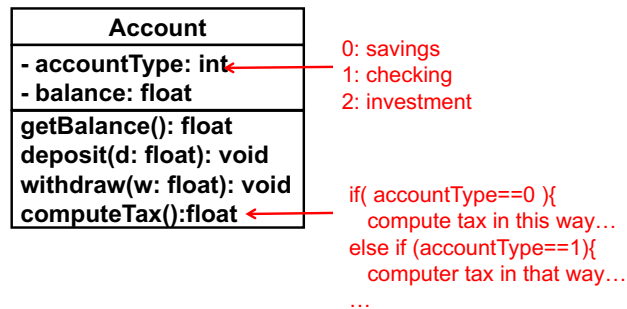 Account
- accountType: int
- balance: float
getBalance(): float
deposit(d: float): void
withdraw(w: float): void
computeTax():float
0: savings
1: checking
2: investment
if( accountType==0 ){
compute tax in this way…
else if (accountType==1){
computer tax in that way…
…